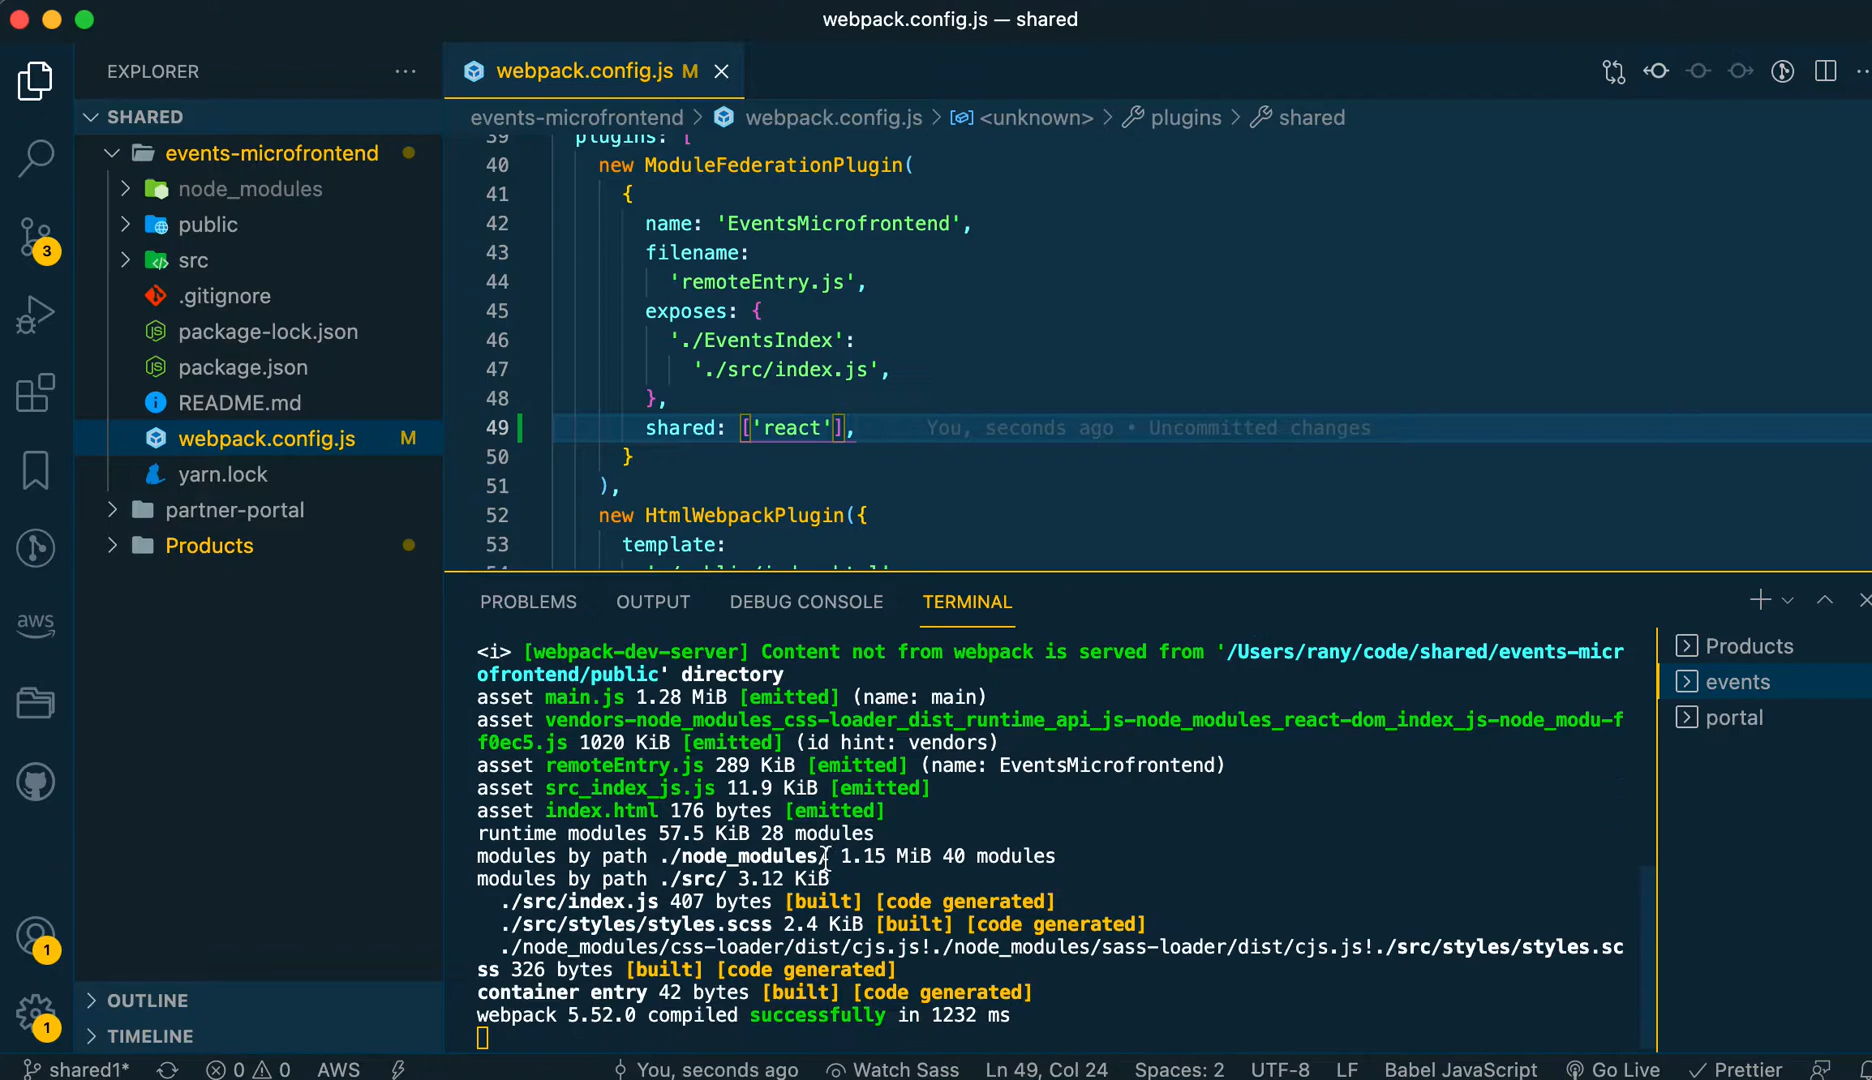 webpack.config.js — shared
EXPLORER
SHARED
events-microfrontend
node_modules
public
src
.gitignore
package-lock.json
package.json
README.md
webpack.config.js M
yarn.lock
partner-portal
Products
OUTLINE
TIMELINE
3
aws
1
1
webpack.config.js M
events-microfrontend > webpack.config.js > <unknown> > plugins > shared
39 plugins: [
40 new ModuleFederationPlugin(
41 {
42 name: 'EventsMicrofrontend',
43 filename:
44 'remoteEntry.js',
45 exposes: {
46 './EventsIndex':
47 './src/index.js',
48 },
49 shared: ['react'], You, seconds ago • Uncommitted changes
50 }
51 ),
52 new HtmlWebpackPlugin({
53 template:
PROBLEMS OUTPUT DEBUG CONSOLE TERMINAL
<i> [webpack-dev-server] Content not from webpack is served from '/Users/rany/code/shared/events-micr
ofrontend/public' directory
asset main.js 1.28 MiB [emitted] (name: main)
asset vendors-node_modules_css-loader_dist_runtime_api_js-node_modules_react-dom_index_js-node_modu-f
f0ec5.js 1020 KiB [emitted] (id hint: vendors)
asset remoteEntry.js 289 KiB [emitted] (name: EventsMicrofrontend)
asset src_index_js.js 11.9 KiB [emitted]
asset index.html 176 bytes [emitted]
runtime modules 57.5 KiB 28 modules
modules by path ./node_modules/ 1.15 MiB 40 modules
modules by path ./src/ 3.12 KiB
./src/index.js 407 bytes [built] [code generated]
./src/styles/styles.scss 2.4 KiB [built] [code generated]
./node_modules/css-loader/dist/cjs.js!./node_modules/sass-loader/dist/cjs.js!./src/styles/styles.sc
ss 326 bytes [built] [code generated]
container entry 42 bytes [built] [code generated]
webpack 5.52.0 compiled successfully in 1232 ms
Products
events
portal
shared1* 0 0 AWS You, seconds ago Watch Sass Ln 49, Col 24 Spaces: 2 UTF-8 LF Babel JavaScript Go Live Prettier